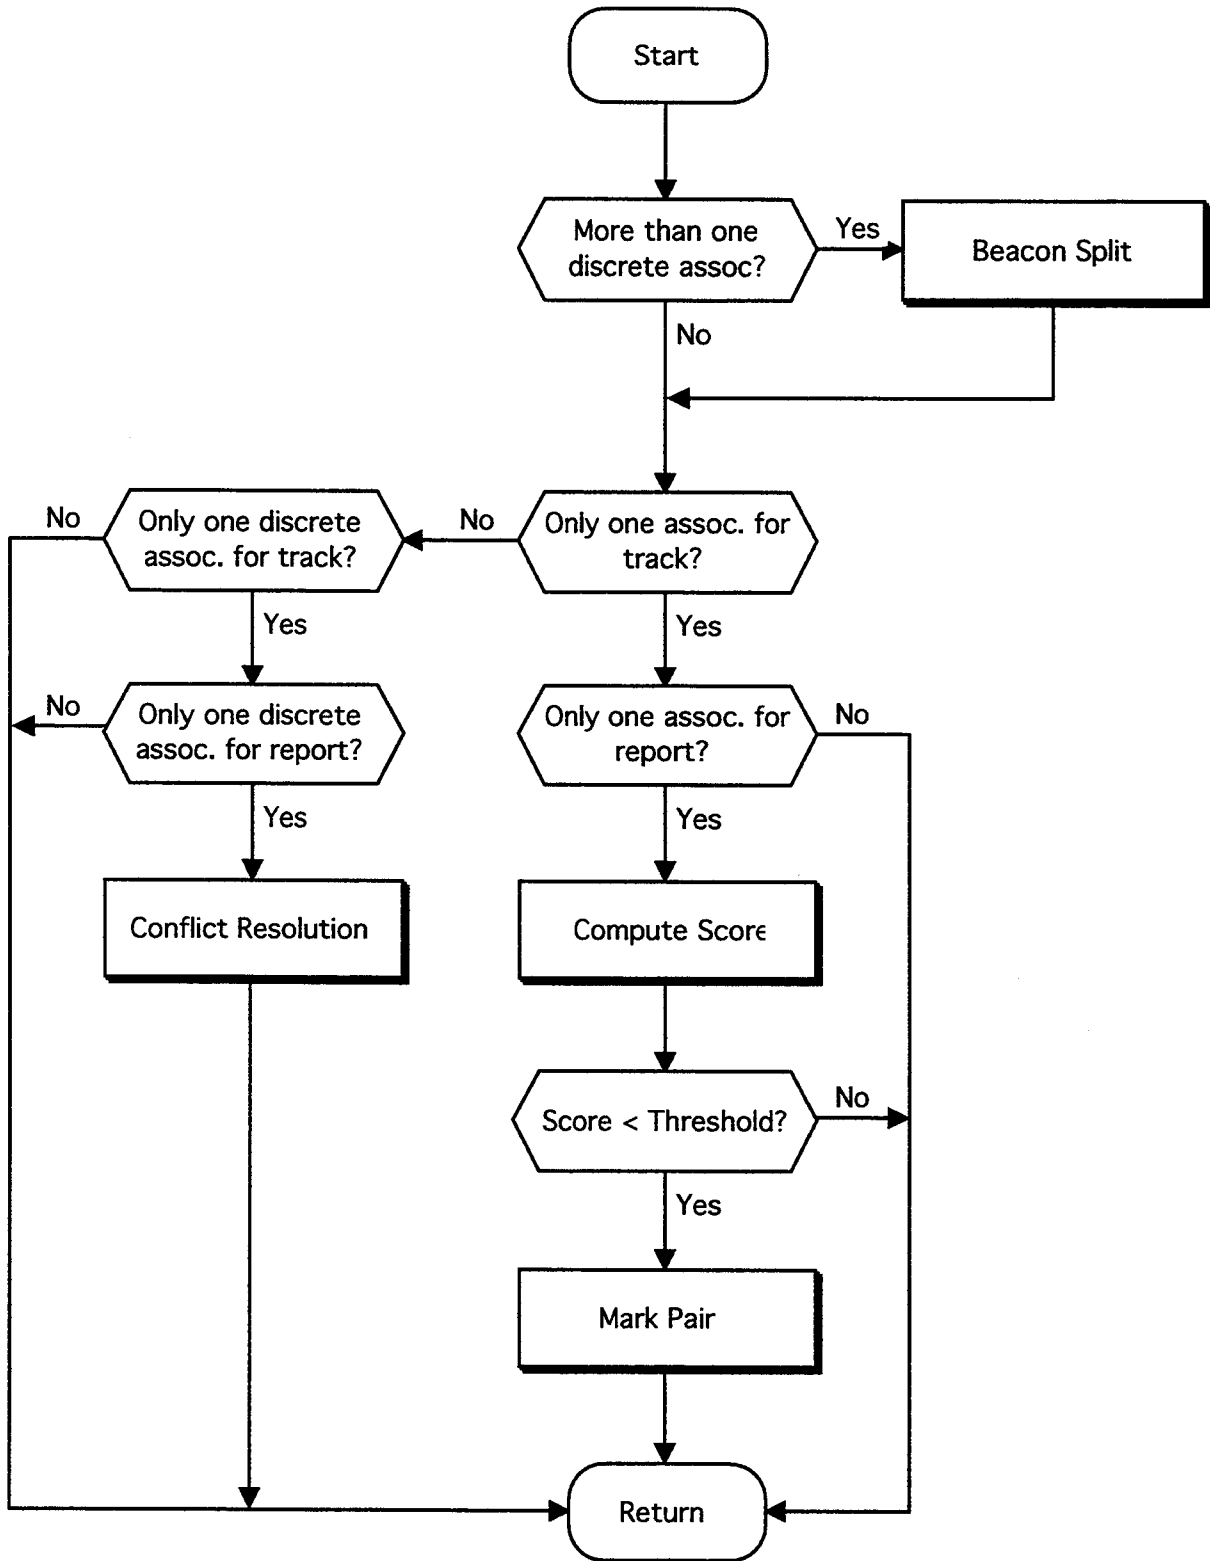 Start
More than one
discrete assoc?
Yes
Beacon Split
No
No
Only one discrete
assoc. for track?
No
Only one assoc. for
track?
Yes
Yes
No
Only one discrete
assoc. for report?
Only one assoc. for
report?
No
Yes
Yes
Conflict Resolution
Compute Score
Score < Threshold?
No
Yes
Mark Pair
Return